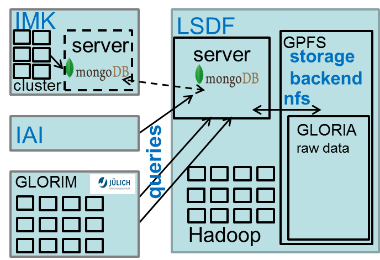 IMK
server
mongoDB
cluster
IAI
GLORIM
JÜLICH
queries
LSDF
server
mongoDB
GPFS
storage
backend
nfs
GLORIA
raw data
Hadoop